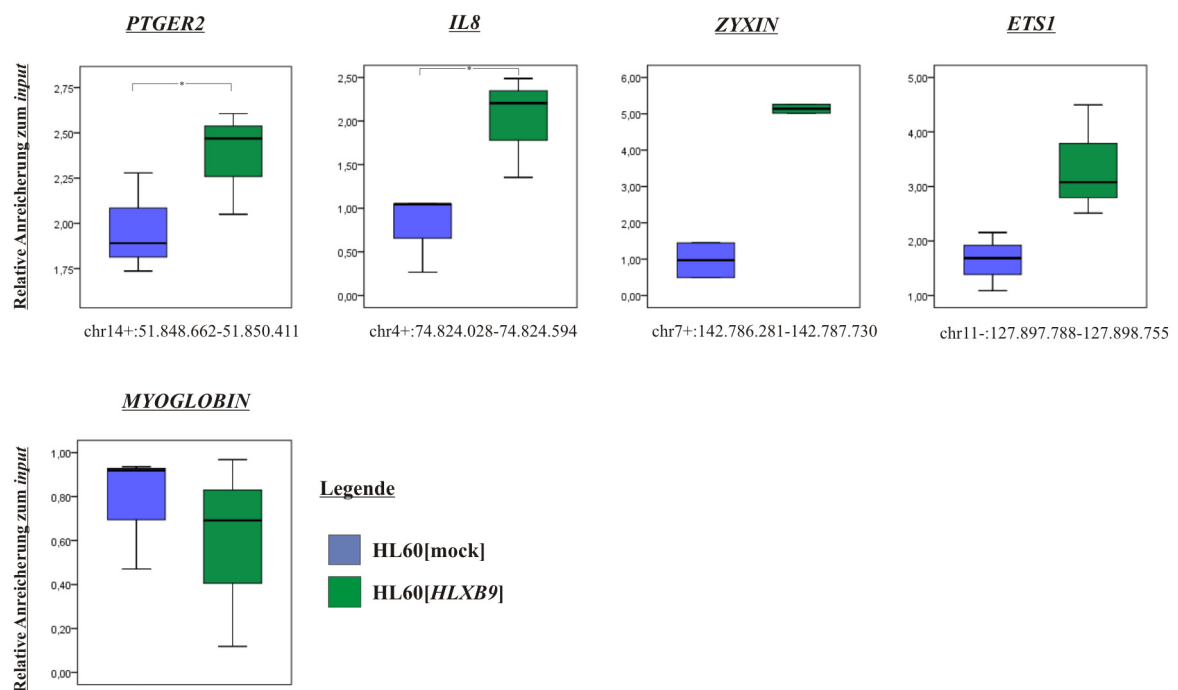 PTGER2
IL8
ZYXIN
ETS1
Relative Anreicherung zum input
2,75
2,50
2,25
2,00
1,75
*
2,50
2,00
1,50
1,00
0,50
0,00
*
6,00
5,00
4,00
3,00
2,00
1,00
0,00
5,00
4,00
3,00
2,00
1,00
chr14+:51.848.662-51.850.411
chr4+:74.824.028-74.824.594
chr7+:142.786.281-142.787.730
chr11-:127.897.788-127.898.755
MYOGLOBIN
Relative Anreicherung zum input
1,00
0,80
0,60
0,40
0,20
0,00
Legende
HL60[mock]
HL60[HLXB9]